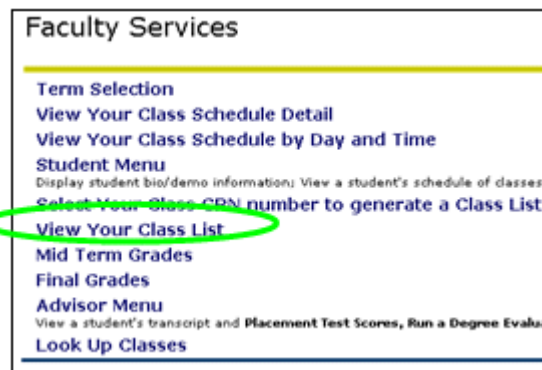 Faculty Services
Term Selection
View Your Class Schedule Detail
View Your Class Schedule by Day and Time
Student Menu
Display student bio/demo information; View a student's schedule of classes
Select Your Class CRN number to generate a Class List
View Your Class List
Mid Term Grades
Final Grades
Advisor Menu
View a student's transcript and Placement Test Scores, Run a Degree Evalua
Look Up Classes